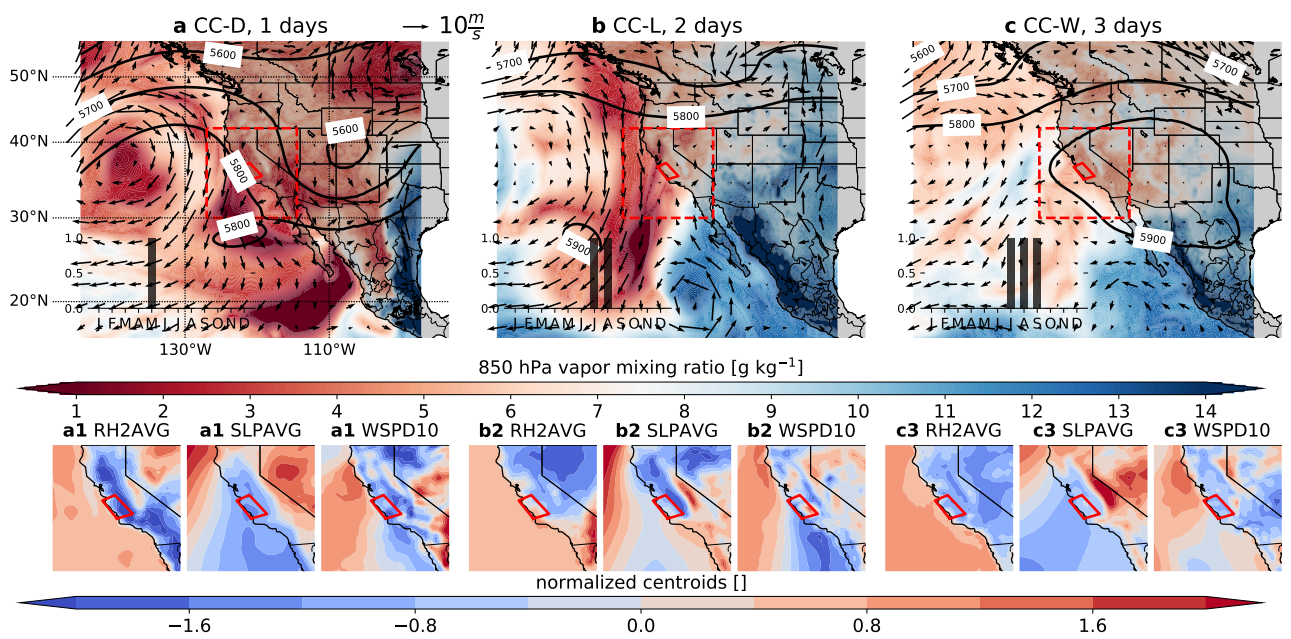 a CC-D, 1 days
10 m/s
b CC-L, 2 days
c CC-W, 3 days
50°N
40°N
30°N
20°N
130°W
110°W
5600
5700
5600
5800
5800
1.0
0.5
0.0
J F M A M J J A S O N D
5700
5800
5900
1.0
0.5
0.0
J F M A M J J A S O N D
5600
5700
5700
5800
5900
1.0
0.5
0.0
J F M A M J J A S O N D
850 hPa vapor mixing ratio [g kg⁻¹]
1 2 3 4 5 6 7 8 9 10 11 12 13 14
a1 RH2AVG
a1 SLPAVG
a1 WSPD10
b2 RH2AVG
b2 SLPAVG
b2 WSPD10
c3 RH2AVG
c3 SLPAVG
c3 WSPD10
normalized centroids []
−1.6 −0.8 0.0 0.8 1.6